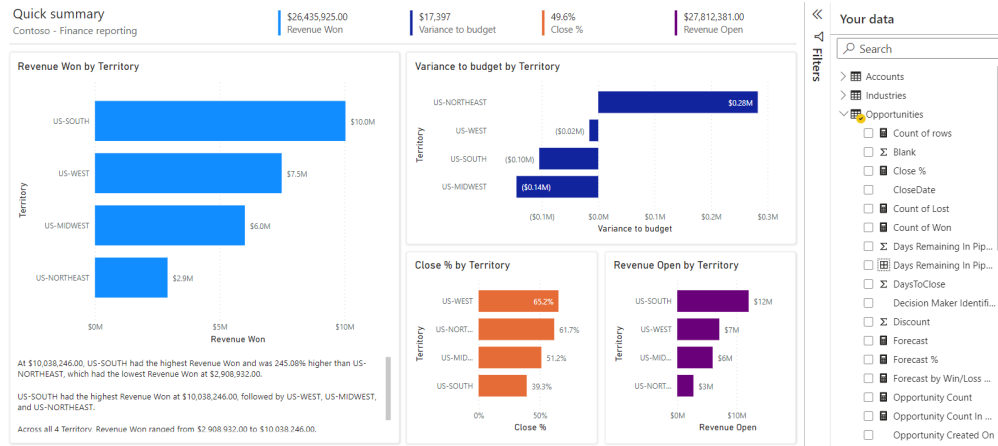 Quick summary
Contoso - Finance reporting
$26,435,925.00
Revenue Won
$17,397
Variance to budget
49.6%
Close %
$27,812,381.00
Revenue Open
Revenue Won by Territory
Territory
US-SOUTH
$10.0M
US-WEST
$7.5M
US-MIDWEST
$6.0M
US-NORTHEAST
$2.9M
$0M
$5M
$10M
Revenue Won
At $10,038,246.00, US-SOUTH had the highest Revenue Won and was 245.08% higher than US-
NORTHEAST, which had the lowest Revenue Won at $2,908,932.00.
US-SOUTH had the highest Revenue Won at $10,038,246.00, followed by US-WEST, US-MIDWEST,
and US-NORTHEAST.
Across all 4 Territory, Revenue Won ranged from $2,908,932.00 to $10,038,246.00.
Variance to budget by Territory
Territory
US-NORTHEAST
$0.28M
US-WEST
($0.02M)
US-SOUTH
($0.10M)
US-MIDWEST
($0.14M)
($0.1M)
$0.0M
$0.1M
$0.2M
$0.3M
Variance to budget
Close % by Territory
Territory
US-WEST
65.2%
US-NORT...
61.7%
US-MID...
51.2%
US-SOUTH
39.3%
0%
50%
Close %
Revenue Open by Territory
Territory
US-SOUTH
$12M
US-WEST
$7M
US-MID...
$6M
US-NORT...
$3M
$0M
$10M
Revenue Open
Filters
Your data
Search
Accounts
Industries
Opportunities
Count of rows
Blank
Close %
CloseDate
Count of Lost
Count of Won
Days Remaining In Pip...
Days Remaining In Pip...
DaysToClose
Decision Maker Identifi...
Discount
Forecast
Forecast %
Forecast by Win/Loss ...
Opportunity Count
Opportunity Count In ...
Opportunity Created On